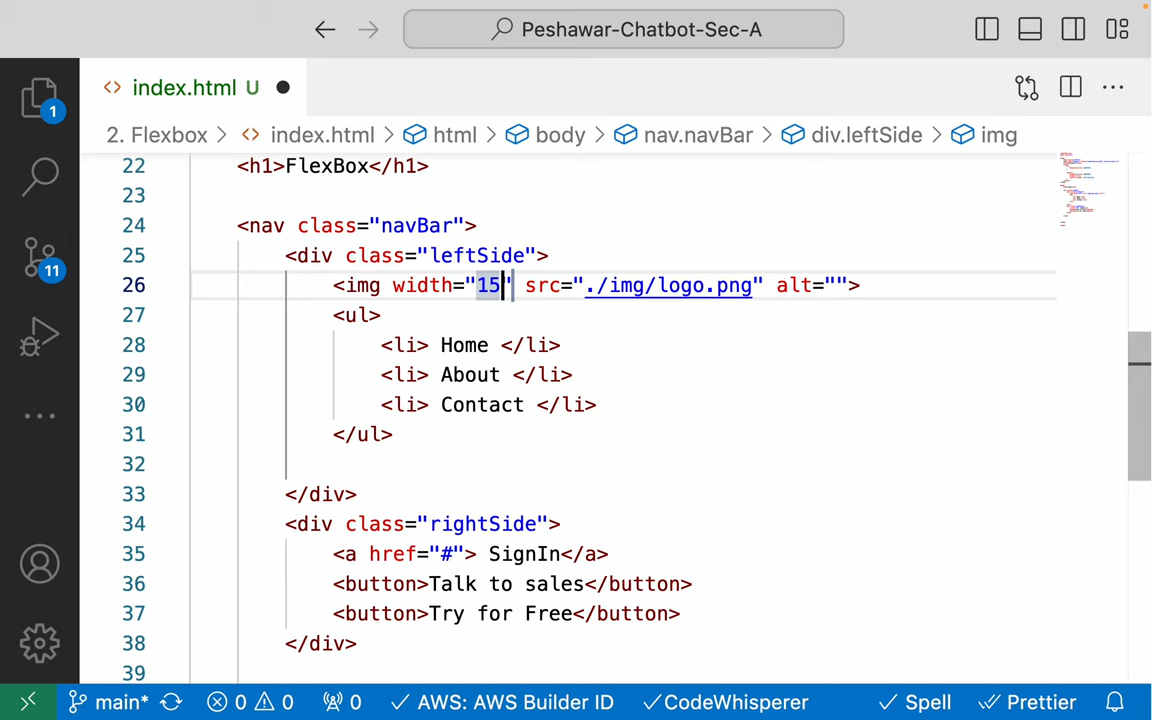 Peshawar-Chatbot-Sec-A
<> index.html U
2. Flexbox > <> index.html > html > body > nav.navBar > div.leftSide > img
1
11
22 <h1>FlexBox</h1>
23
24 <nav class="navBar">
25 <div class="leftSide">
26 <img width="15" src="./img/logo.png" alt="">
27 <ul>
28 <li> Home </li>
29 <li> About </li>
30 <li> Contact </li>
31 </ul>
32
33 </div>
34 <div class="rightSide">
35 <a href="#"> SignIn</a>
36 <button>Talk to sales</button>
37 <button>Try for Free</button>
38 </div>
39
main* 0 0 0 AWS: AWS Builder ID CodeWhisperer Spell Prettier